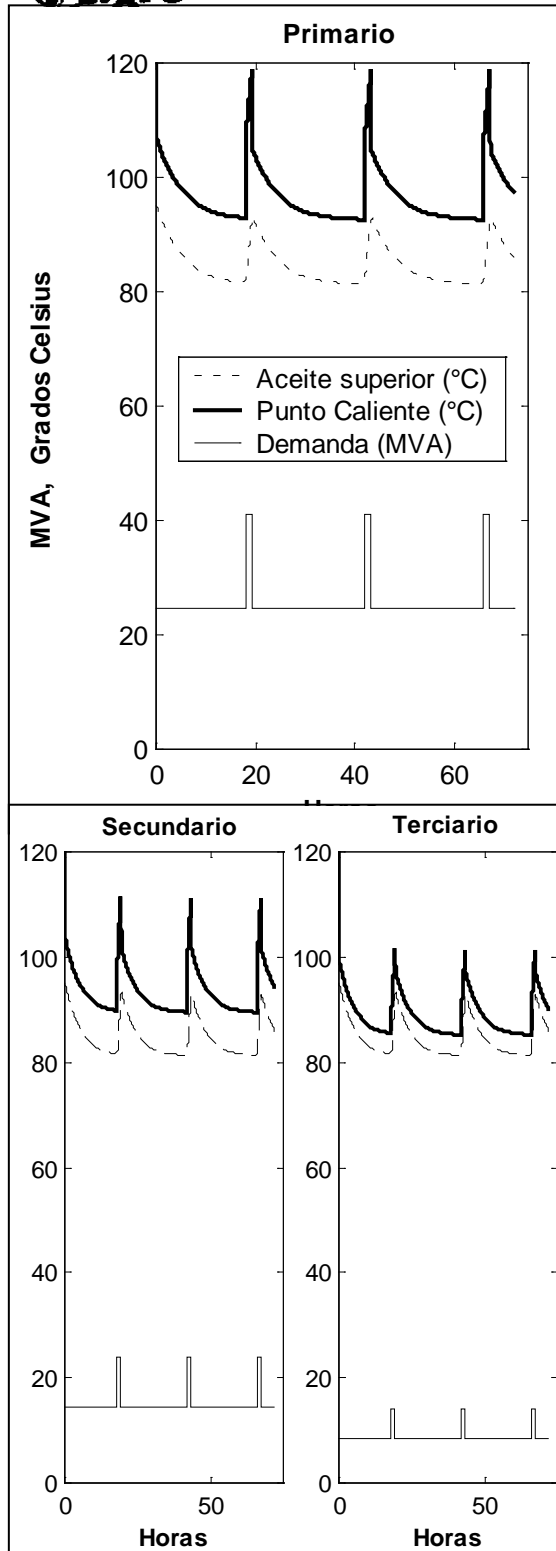 Primario
120
100
80
60
40
20
0
MVA, Grados Celsius
Aceite superior (°C)
Punto Caliente (°C)
Demanda (MVA)
0 20 40 60
Secundario
120
100
80
60
40
20
0
0 50
Horas
Terciario
120
100
80
60
40
20
0
0 50
Horas